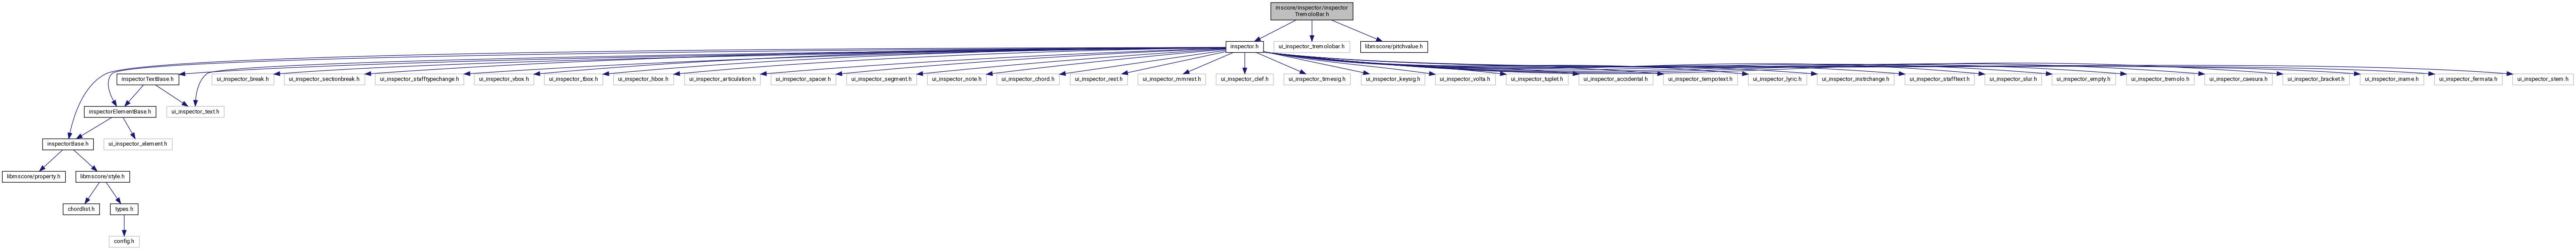 mscore/inspector/inspector
TremoloBar.h
inspector.h
ui_inspector_tremolobar.h
libmscore/pitchvalue.h
inspectorTextBase.h
ui_inspector_break.h
ui_inspector_sectionbreak.h
ui_inspector_stafftypechange.h
ui_inspector_vbox.h
ui_inspector_tbox.h
ui_inspector_hbox.h
ui_inspector_articulation.h
ui_inspector_spacer.h
ui_inspector_segment.h
ui_inspector_note.h
ui_inspector_chord.h
ui_inspector_rest.h
ui_inspector_mmrest.h
ui_inspector_clef.h
ui_inspector_timesig.h
ui_inspector_keysig.h
ui_inspector_volta.h
ui_inspector_tuplet.h
ui_inspector_accidental.h
ui_inspector_tempotext.h
ui_inspector_lyric.h
ui_inspector_instrchange.h
ui_inspector_stafftext.h
ui_inspector_slur.h
ui_inspector_empty.h
ui_inspector_tremolo.h
ui_inspector_caesura.h
ui_inspector_bracket.h
ui_inspector_iname.h
ui_inspector_fermata.h
ui_inspector_stem.h
inspectorElementBase.h
ui_inspector_text.h
inspectorBase.h
ui_inspector_element.h
libmscore/property.h
libmscore/style.h
chordlist.h
types.h
config.h